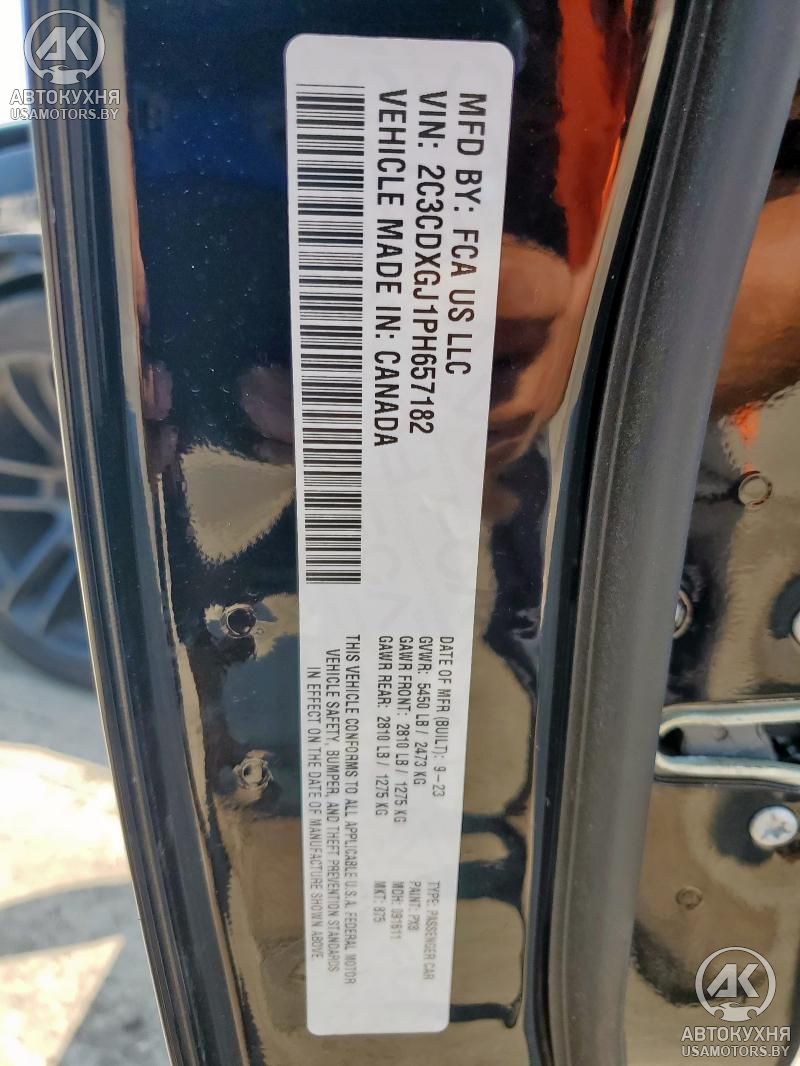 АВТОКУХНЯ
USAMOTORS.BY
MFD BY: FCA US LLC
VIN: 2C3CDXGJ1PH657182
VEHICLE MADE IN: CANADA
DATE OF MFR (BUILT): 9-23
GVWR: 5450 LB / 2473 KG
GAWR FRONT: 2810 LB / 1275 KG
GAWR REAR: 2810 LB / 1275 KG
TYPE: PASSENGER CAR
PAINT: PX8
MDH: 091611
MKT: 875
THIS VEHICLE CONFORMS TO ALL APPLICABLE U.S.A. FEDERAL MOTOR
VEHICLE SAFETY, BUMPER, AND THEFT PREVENTION STANDARDS
IN EFFECT ON THE DATE OF MANUFACTURE SHOWN ABOVE.
АВТОКУХНЯ
USAMOTORS.BY